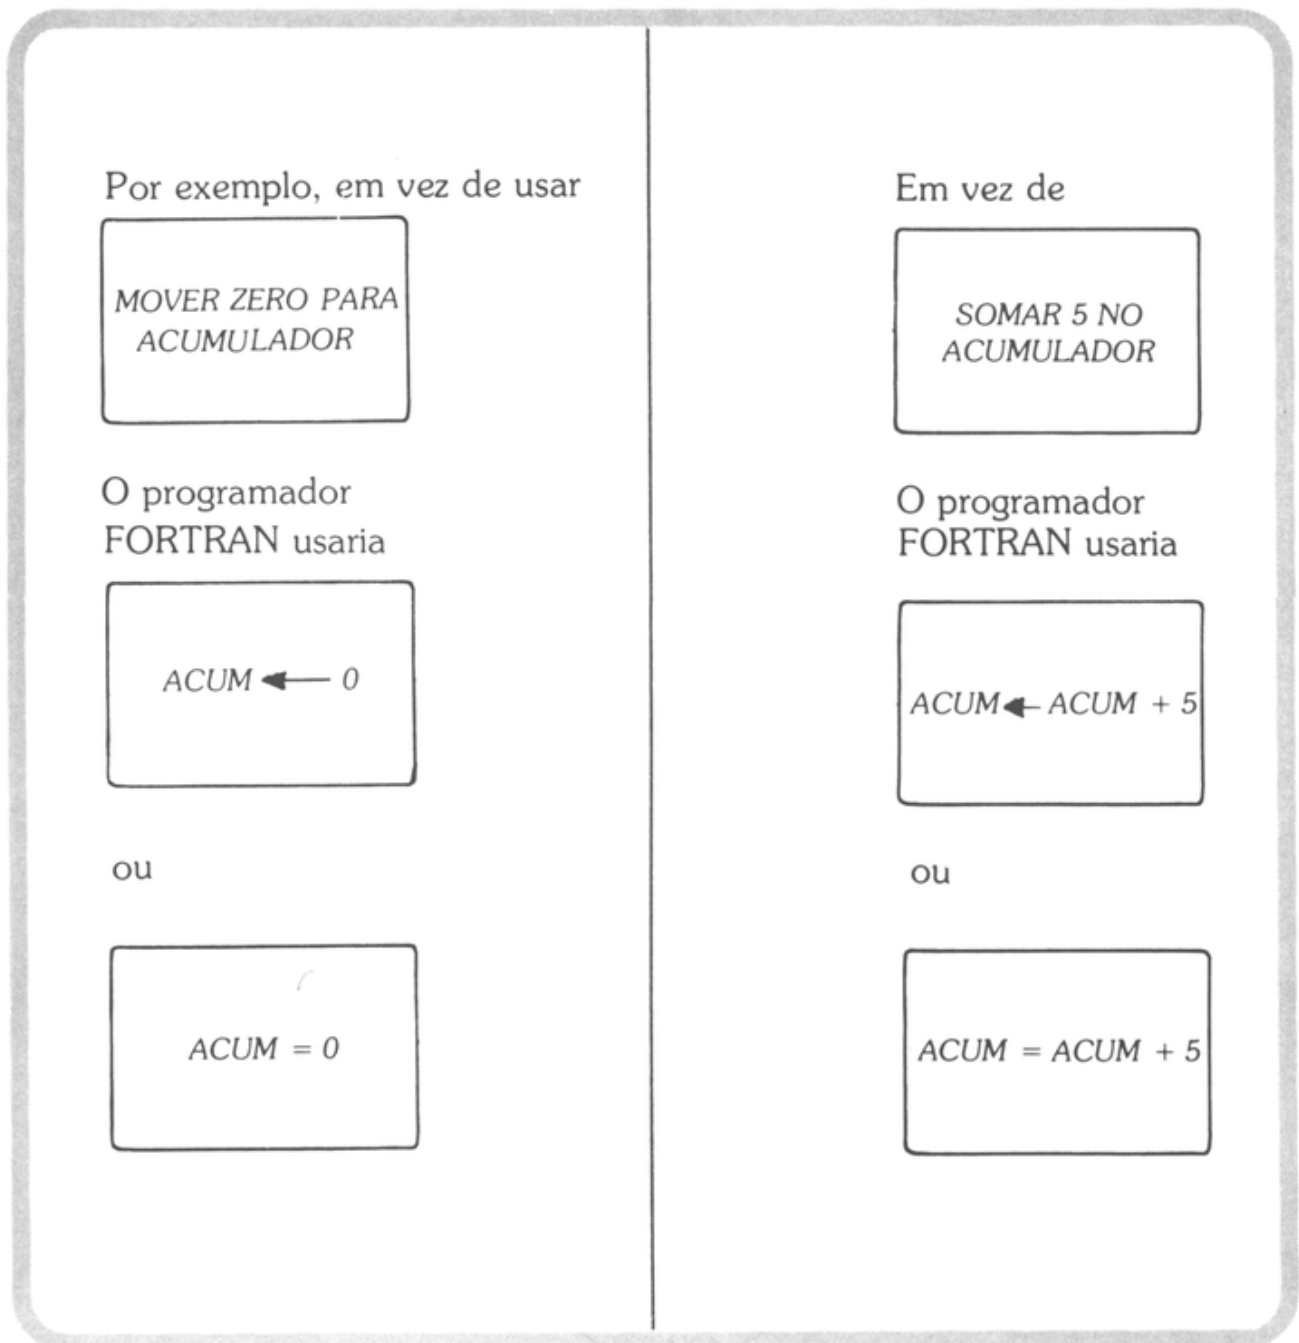 Por exemplo, em vez de usar
MOVER ZERO PARA
ACUMULADOR
O programador
FORTRAN usaria
ACUM ← 0
ou
ACUM = 0
Em vez de
SOMAR 5 NO
ACUMULADOR
O programador
FORTRAN usaria
ACUM ← ACUM + 5
ou
ACUM = ACUM + 5